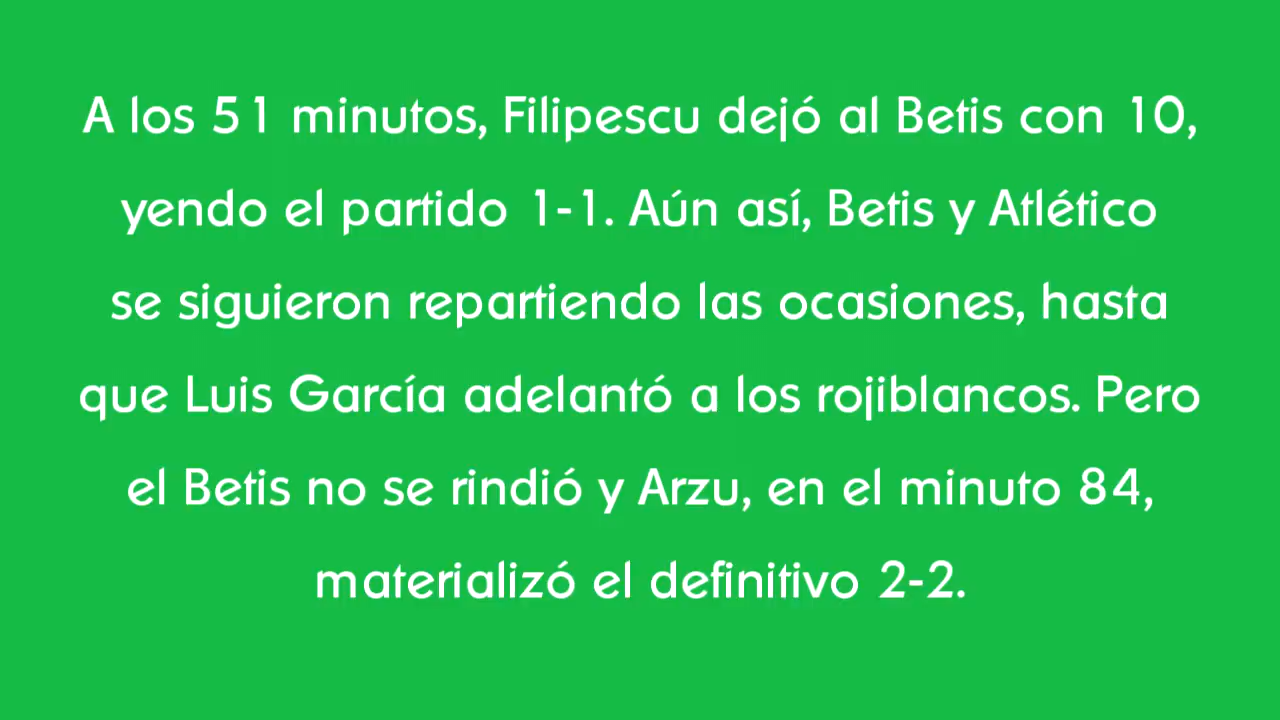 A los 51 minutos, Filipescu dejó al Betis con 10,
yendo el partido 1-1. Aún así, Betis y Atlético
se siguieron repartiendo las ocasiones, hasta
que Luis García adelantó a los rojiblancos. Pero
el Betis no se rindió y Arzu, en el minuto 84,
materializó el definitivo 2-2.